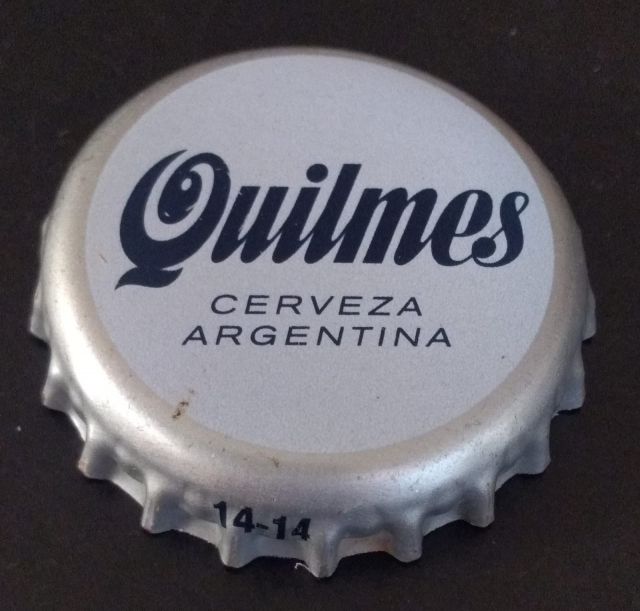 Quilmes
CERVEZA
ARGENTINA
14-14